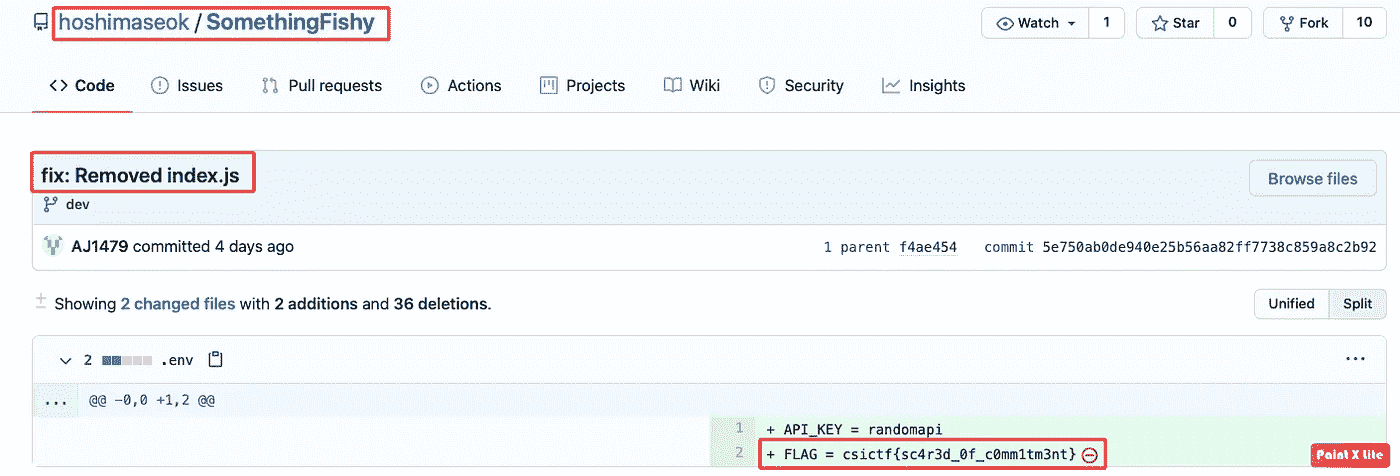 hoshimaseok / SomethingFishy Watch 1 Star 0 Fork 10
Code Issues Pull requests Actions Projects Wiki Security Insights
fix: Removed index.js Browse files
dev
AJ1479 committed 4 days ago 1 parent f4ae454 commit 5e750ab0de940e25b56aa82ff7738c859a8c2b92
Showing 2 changed files with 2 additions and 36 deletions. Unified Split
2 .env ...
... @@ -0,0 +1,2 @@
1 + API_KEY = randomapi
2 + FLAG = csictf{sc4r3d_0f_c0mm1tm3nt}
Paint X lite